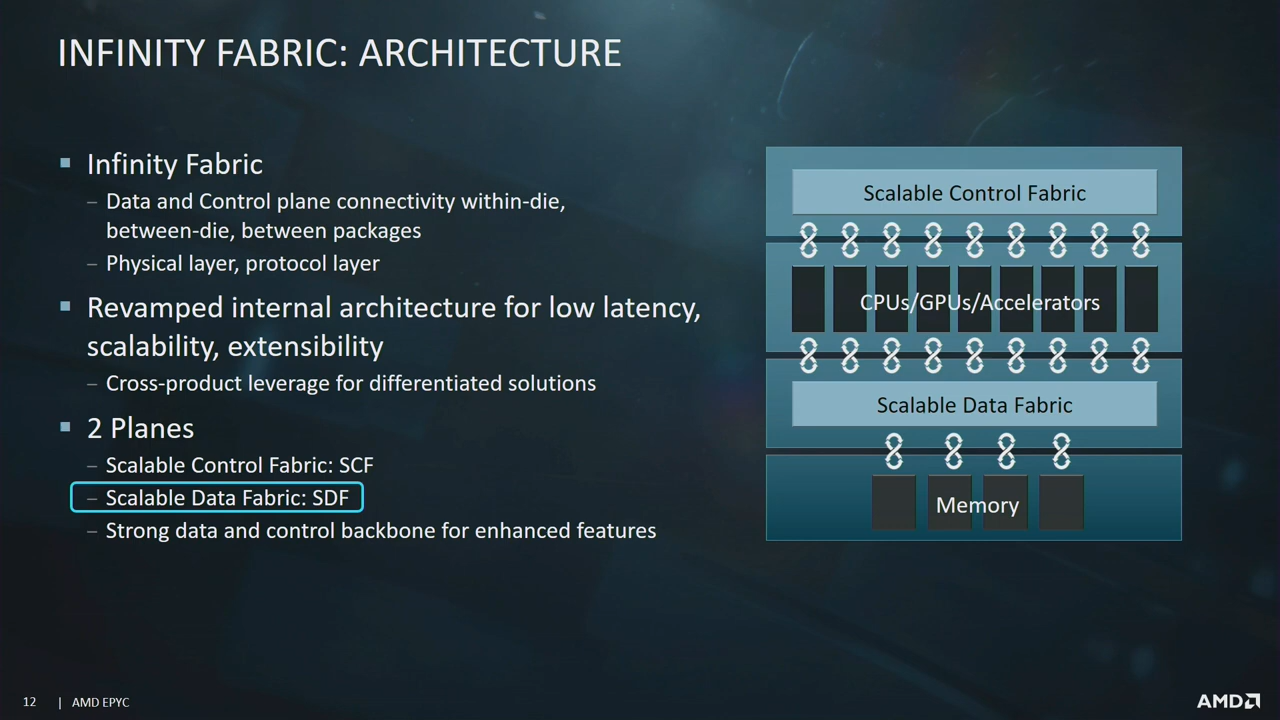 INFINITY FABRIC: ARCHITECTURE
▪ Infinity Fabric
– Data and Control plane connectivity within-die,
between-die, between packages
– Physical layer, protocol layer
▪ Revamped internal architecture for low latency,
scalability, extensibility
– Cross-product leverage for differentiated solutions
▪ 2 Planes
– Scalable Control Fabric: SCF
– Scalable Data Fabric: SDF
– Strong data and control backbone for enhanced features
Scalable Control Fabric
CPUs/GPUs/Accelerators
Scalable Data Fabric
Memory
12 | AMD EPYC
AMD